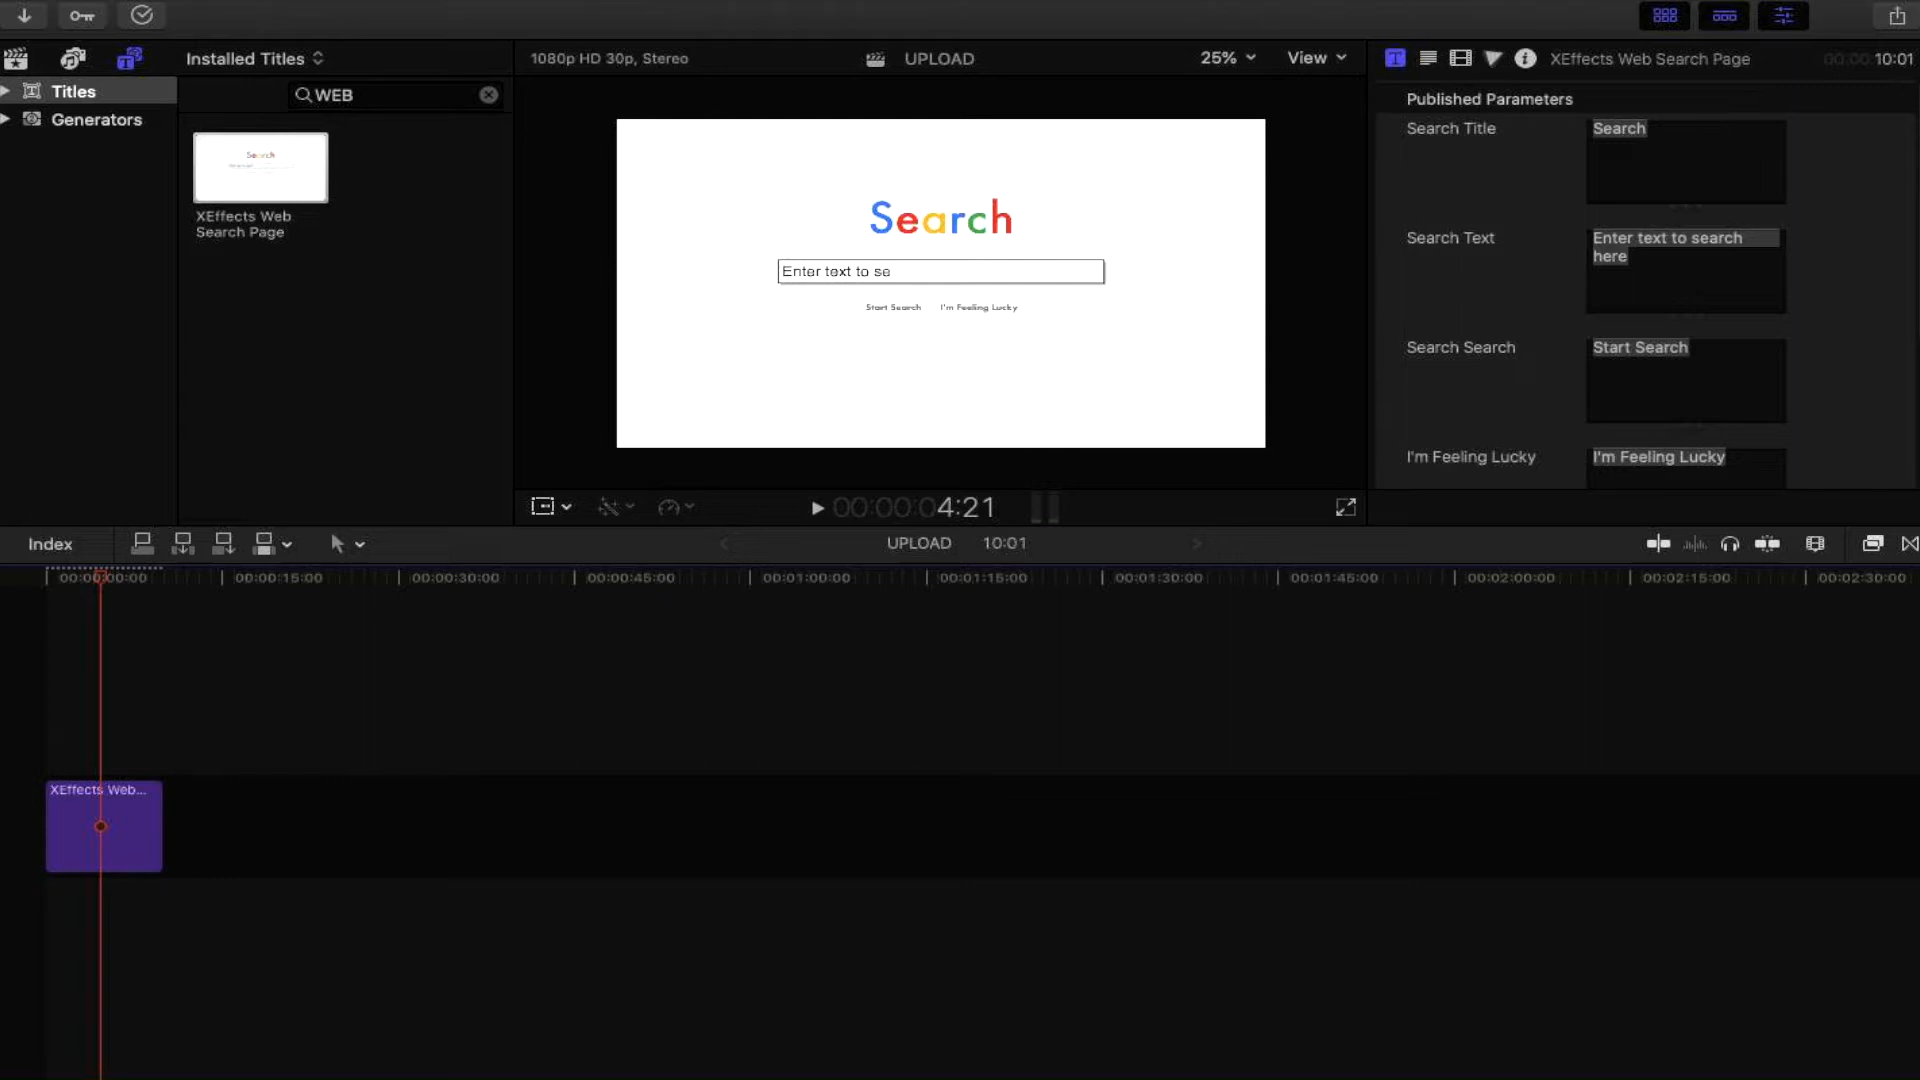 Installed Titles
1080p HD 30p, Stereo
UPLOAD
25%
View
XEffects Web Search Page
00:00:10:01
Titles
Generators
WEB
Search
XEffects Web
Search Page
Search
Enter text to se
Start Search
I'm Feeling Lucky
Published Parameters
Search Title
Search
Search Text
Enter text to search
here
Search Search
Start Search
I'm Feeling Lucky
I'm Feeling Lucky
00:00:04:21
Index
UPLOAD
10:01
00:00:00:00
00:00:15:00
00:00:30:00
00:00:45:00
00:01:00:00
00:01:15:00
00:01:30:00
00:01:45:00
00:02:00:00
00:02:15:00
00:02:30:00
XEffects Web...